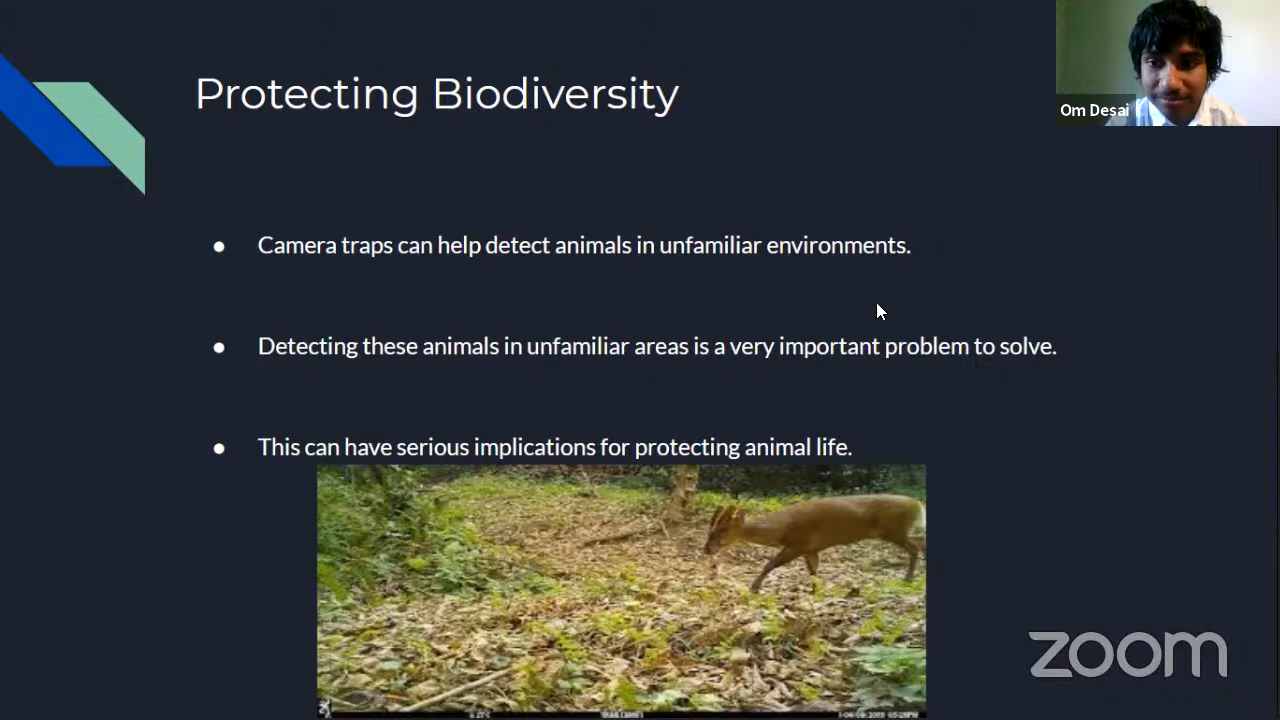 Protecting Biodiversity
Om Desai
● Camera traps can help detect animals in unfamiliar environments.
● Detecting these animals in unfamiliar areas is a very important problem to solve.
● This can have serious implications for protecting animal life.
zoom